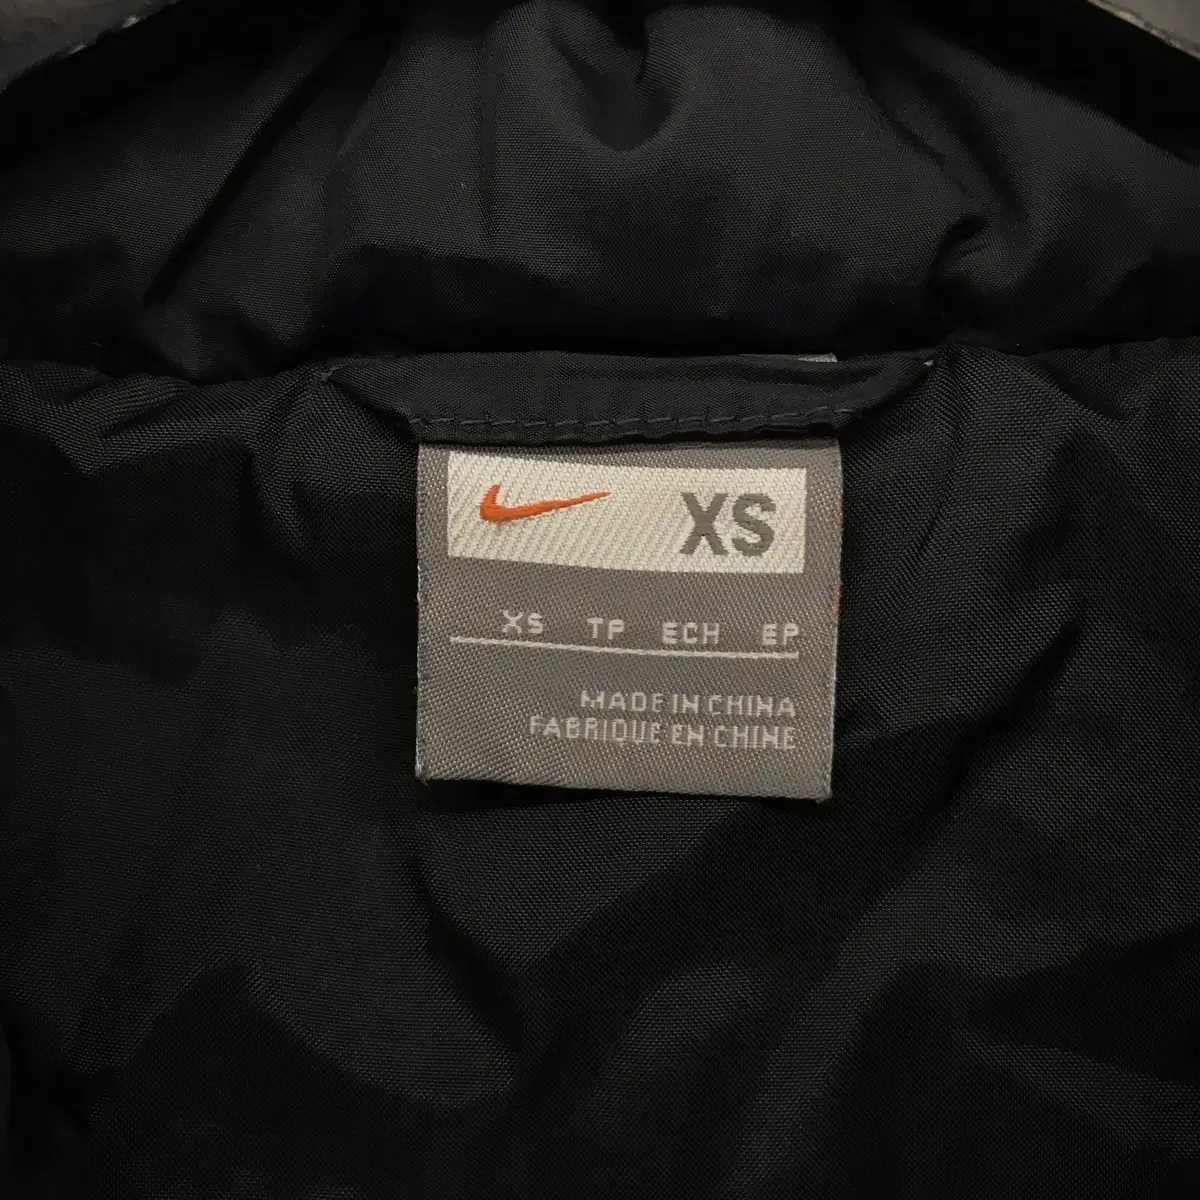 XS
XS TP ECH EP
MADE IN CHINA
FABRIQUE EN CHINE